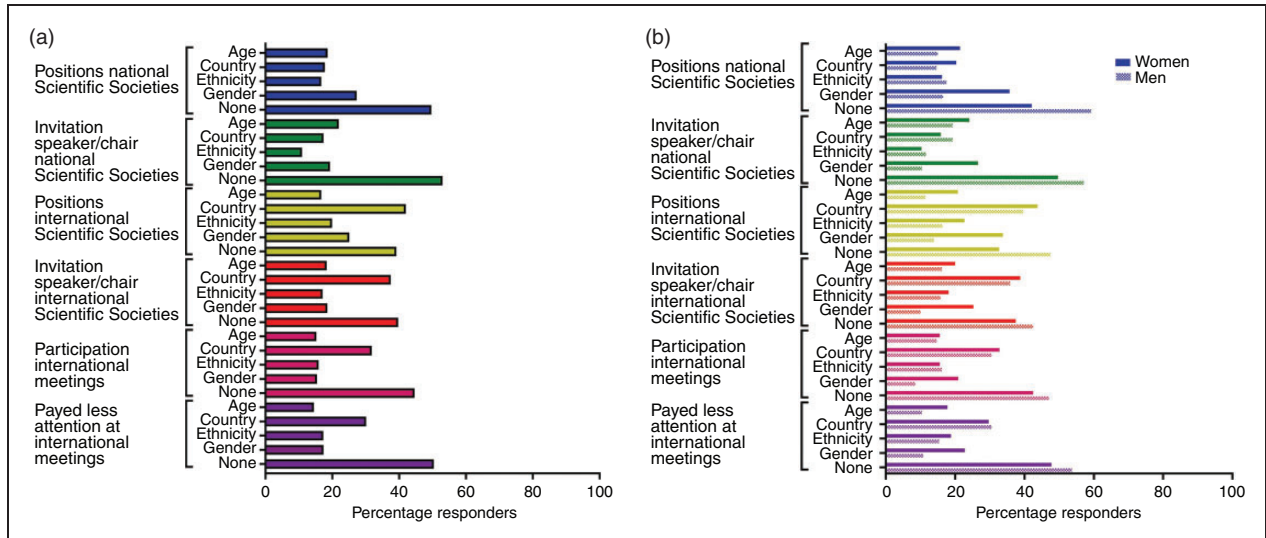 (a)
Positions national
Scientific Societies
Age
Country
Ethnicity
Gender
None
Invitation
speaker/chair
national
Scientific Societies
Age
Country
Ethnicity
Gender
None
Positions
international
Scientific Societies
Age
Country
Ethnicity
Gender
None
Invitation
speaker/chair
international
Scientific Societies
Age
Country
Ethnicity
Gender
None
Participation
international
meetings
Age
Country
Ethnicity
Gender
None
Payed less
attention at
international
meetings
Age
Country
Ethnicity
Gender
None
0 20 40 60 80 100
Percentage responders
(b)
Women
Men
Positions national
Scientific Societies
Age
Country
Ethnicity
Gender
None
Invitation
speaker/chair
national
Scientific Societies
Age
Country
Ethnicity
Gender
None
Positions
international
Scientific Societies
Age
Country
Ethnicity
Gender
None
Invitation
speaker/chair
international
Scientific Societies
Age
Country
Ethnicity
Gender
None
Participation
international
meetings
Age
Country
Ethnicity
Gender
None
Payed less
attention at
international
meetings
Age
Country
Ethnicity
Gender
None
0 20 40 60 80 100
Percentage responders